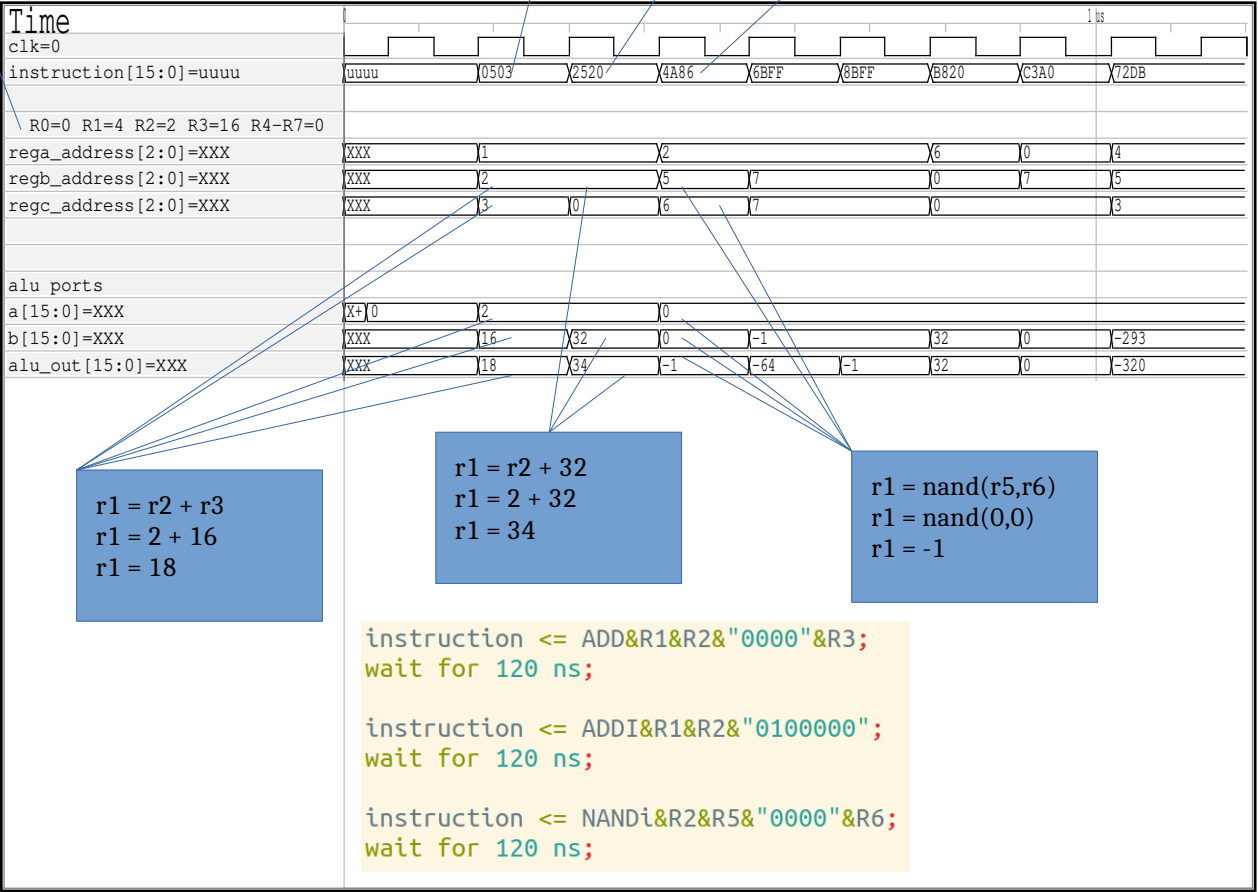 Time
0 1 us
clk=0
instruction[15:0]=uuuu uuuu 0503 2520 4A86 6BFF 8BFF B820 C3A0 72DB
R0=0 R1=4 R2=2 R3=16 R4-R7=0
rega_address[2:0]=XXX XXX 1 2 6 0 4
regb_address[2:0]=XXX XXX 2 5 7 0 7 5
regc_address[2:0]=XXX XXX 3 0 6 7 0 3
alu ports
a[15:0]=XXX X+ 0 2 0
b[15:0]=XXX XXX 16 32 0 -1 32 0 -293
alu_out[15:0]=XXX XXX 18 34 -1 -64 -1 32 0 -320
r1 = r2 + r3
r1 = 2 + 16
r1 = 18
r1 = r2 + 32
r1 = 2 + 32
r1 = 34
r1 = nand(r5,r6)
r1 = nand(0,0)
r1 = -1
instruction <= ADD&R1&R2&"0000"&R3;
wait for 120 ns;
instruction <= ADDI&R1&R2&"0100000";
wait for 120 ns;
instruction <= NANDi&R2&R5&"0000"&R6;
wait for 120 ns;